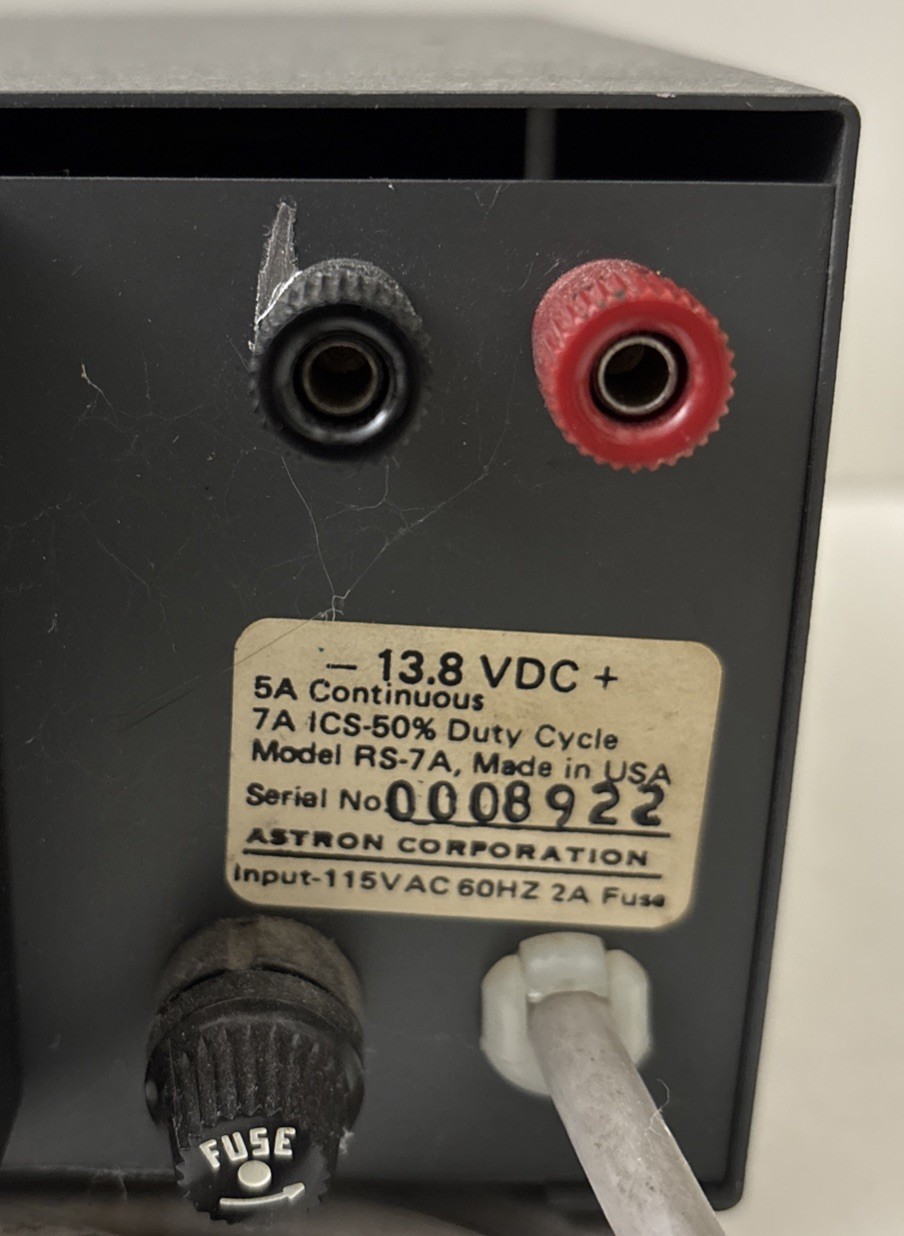 – 13.8 VDC +
5A Continuous
7A ICS-50% Duty Cycle
Model RS-7A, Made in USA
Serial No. 0008922
ASTRON CORPORATION
Input-115VAC 60HZ 2A Fuse
FUSE